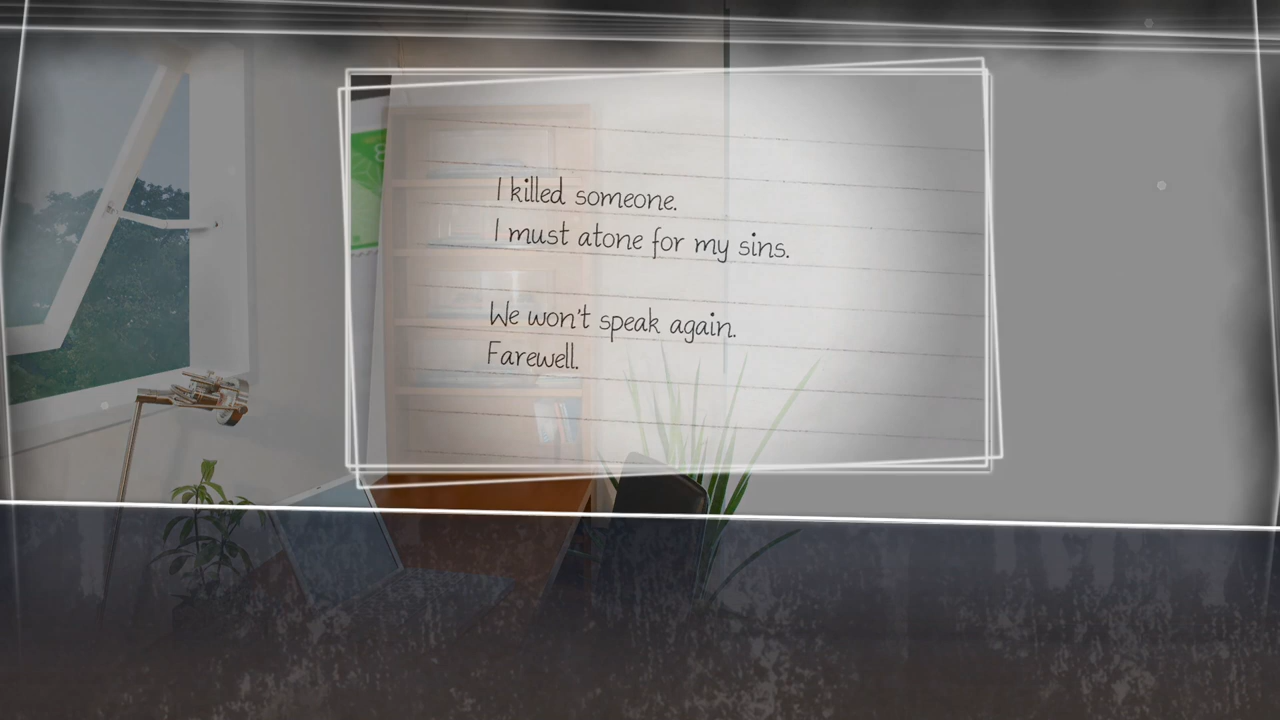 I killed someone.
I must atone for my sins.
We won't speak again.
Farewell.